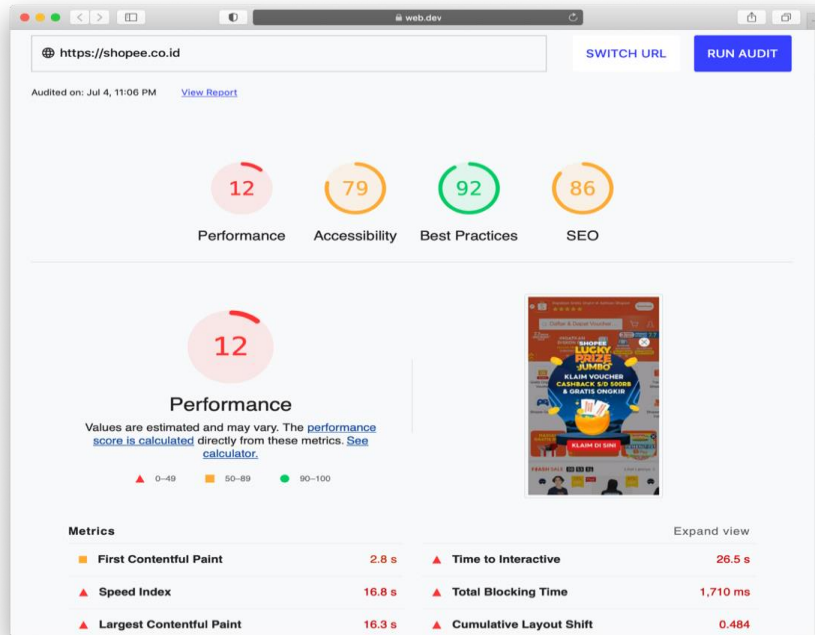 web.dev
https://shopee.co.id
SWITCH URL
RUN AUDIT
Audited on: Jul 4, 11:06 PM
View Report
12
79
92
86
Performance
Accessibility
Best Practices
SEO
12
Performance
Values are estimated and may vary. The performance
score is calculated directly from these metrics. See
calculator.
0–49
50–89
90–100
SHOPEE
LUCKY
PRIZE
JUMBO
KLAIM VOUCHER
CASHBACK S/D 500RB
& GRATIS ONGKIR
KLAIM DI SINI
Metrics
Expand view
First Contentful Paint
2.8 s
Time to Interactive
26.5 s
Speed Index
16.8 s
Total Blocking Time
1,710 ms
Largest Contentful Paint
16.3 s
Cumulative Layout Shift
0.484